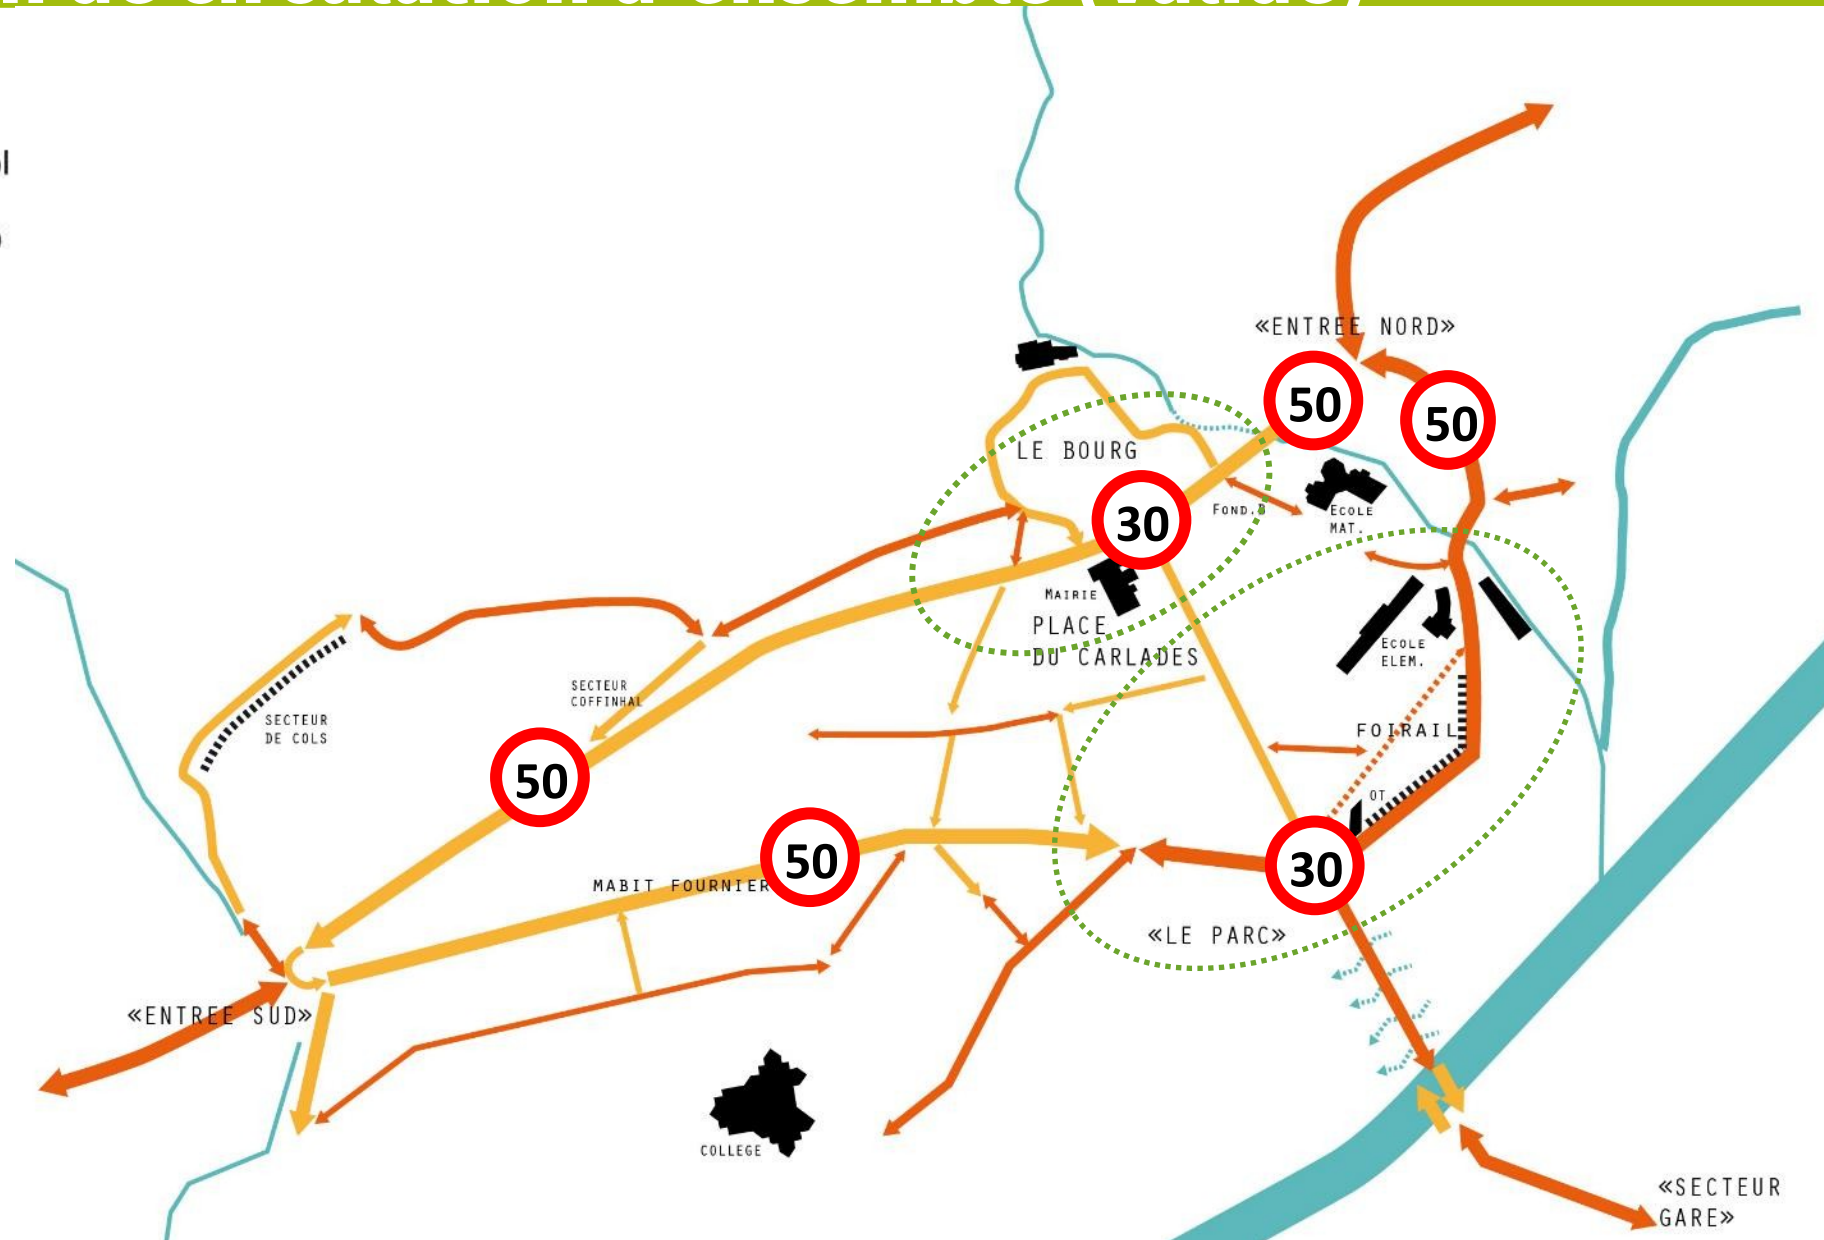 «ENTREE NORD»
50
50
LE BOURG
30
FOND.B
ECOLE
MAT.
MAIRIE
PLACE
DU CARLADES
ECOLE
ELEM.
SECTEUR
COFFINHAL
SECTEUR
DE COLS
FOIRAIL
50
OT
50
30
MABIT FOURNIER
«LE PARC»
«ENTREE SUD»
COLLEGE
«SECTEUR
GARE»